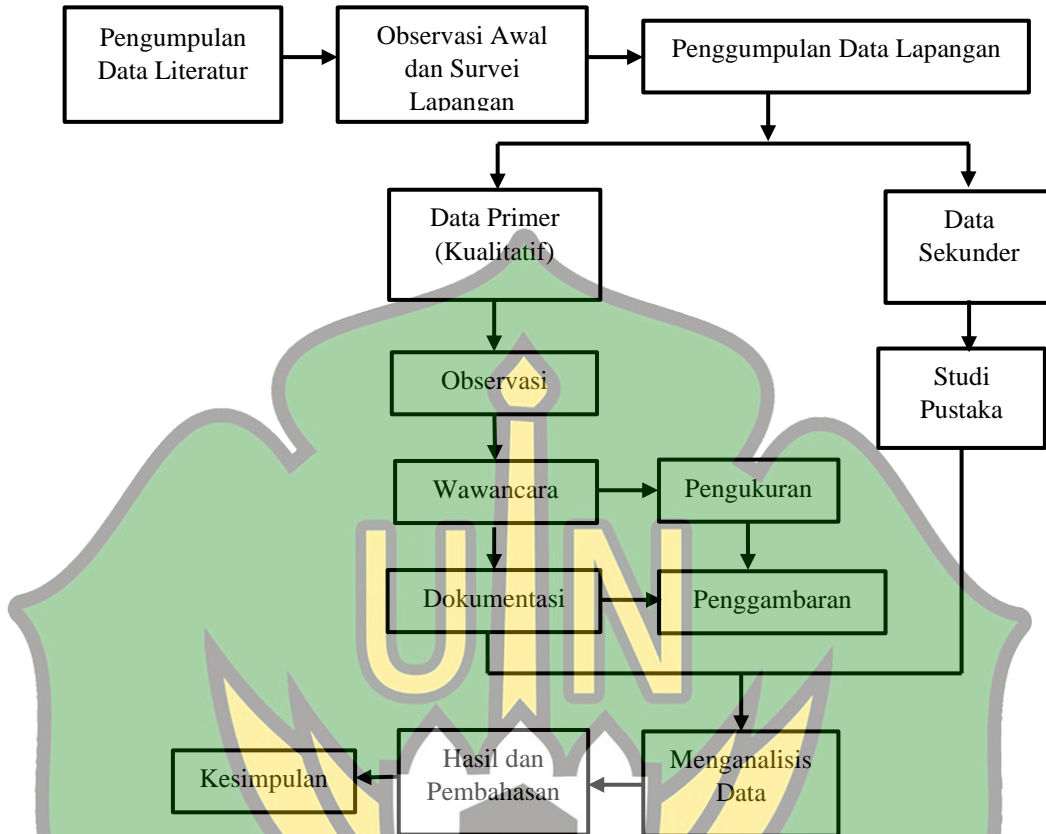 Pengumpulan
Data Literatur
Observasi Awal
dan Survei
Lapangan
Penggumpulan Data Lapangan
Data Primer
(Kualitatif)
Data
Sekunder
Observasi
Studi
Pustaka
Wawancara
Pengukuran
Dokumentasi
Penggambaran
UIN
Kesimpulan
Hasil dan
Pembahasan
Menganalisis
Data